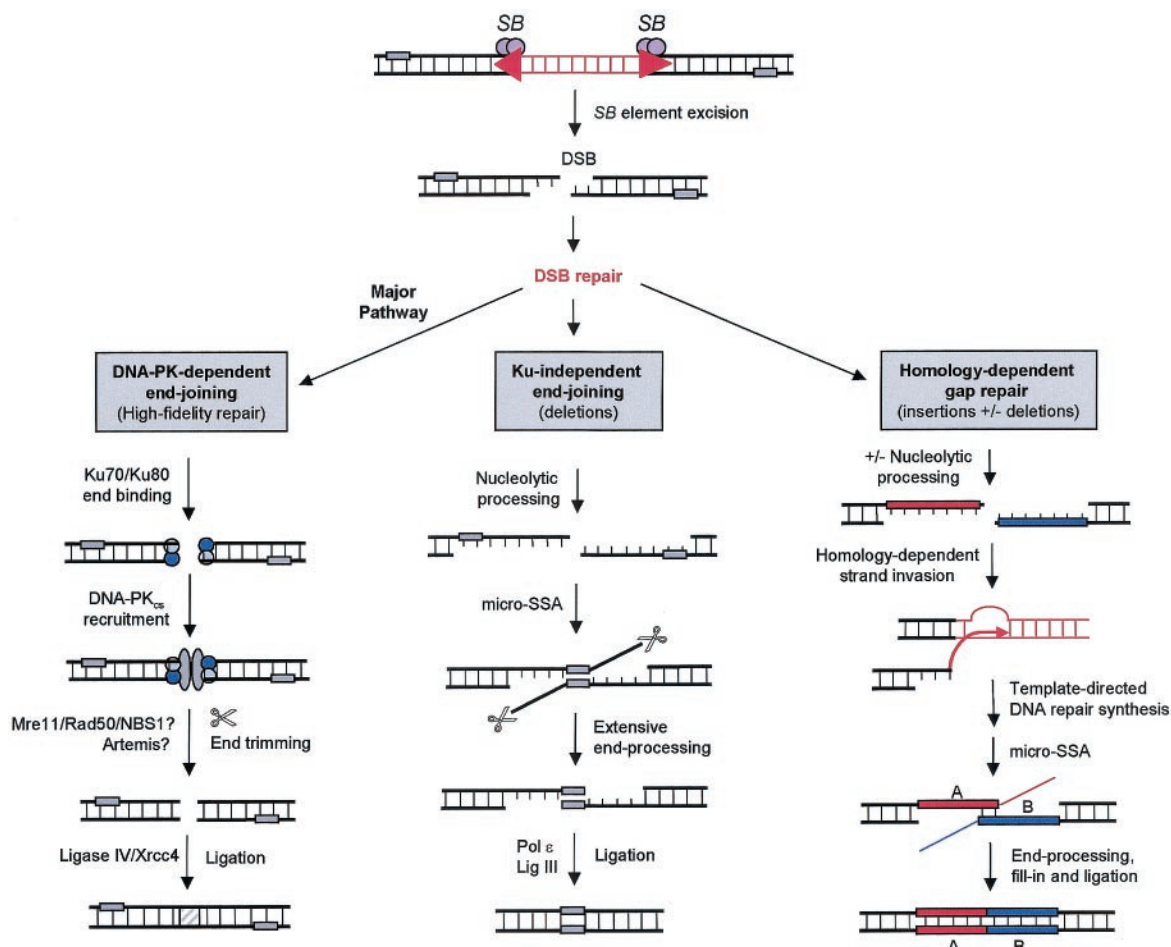 SB SB
SB element excision
DSB
DSB repair
Major
Pathway
DNA-PK-dependent
end-joining
(High-fidelity repair)
Ku70/Ku80
end binding
DNA-PKcs
recruitment
Mre11/Rad50/NBS1?
Artemis?
End trimming
Ligase IV/Xrcc4
Ligation
Ku-independent
end-joining
(deletions)
Nucleolytic
processing
micro-SSA
Extensive
end-processing
Pol ε
Lig III
Ligation
Homology-dependent
gap repair
(insertions +/- deletions)
+/- Nucleolytic
processing
Homology-dependent
strand invasion
Template-directed
DNA repair synthesis
micro-SSA
A
B
End-processing,
fill-in and ligation
A B